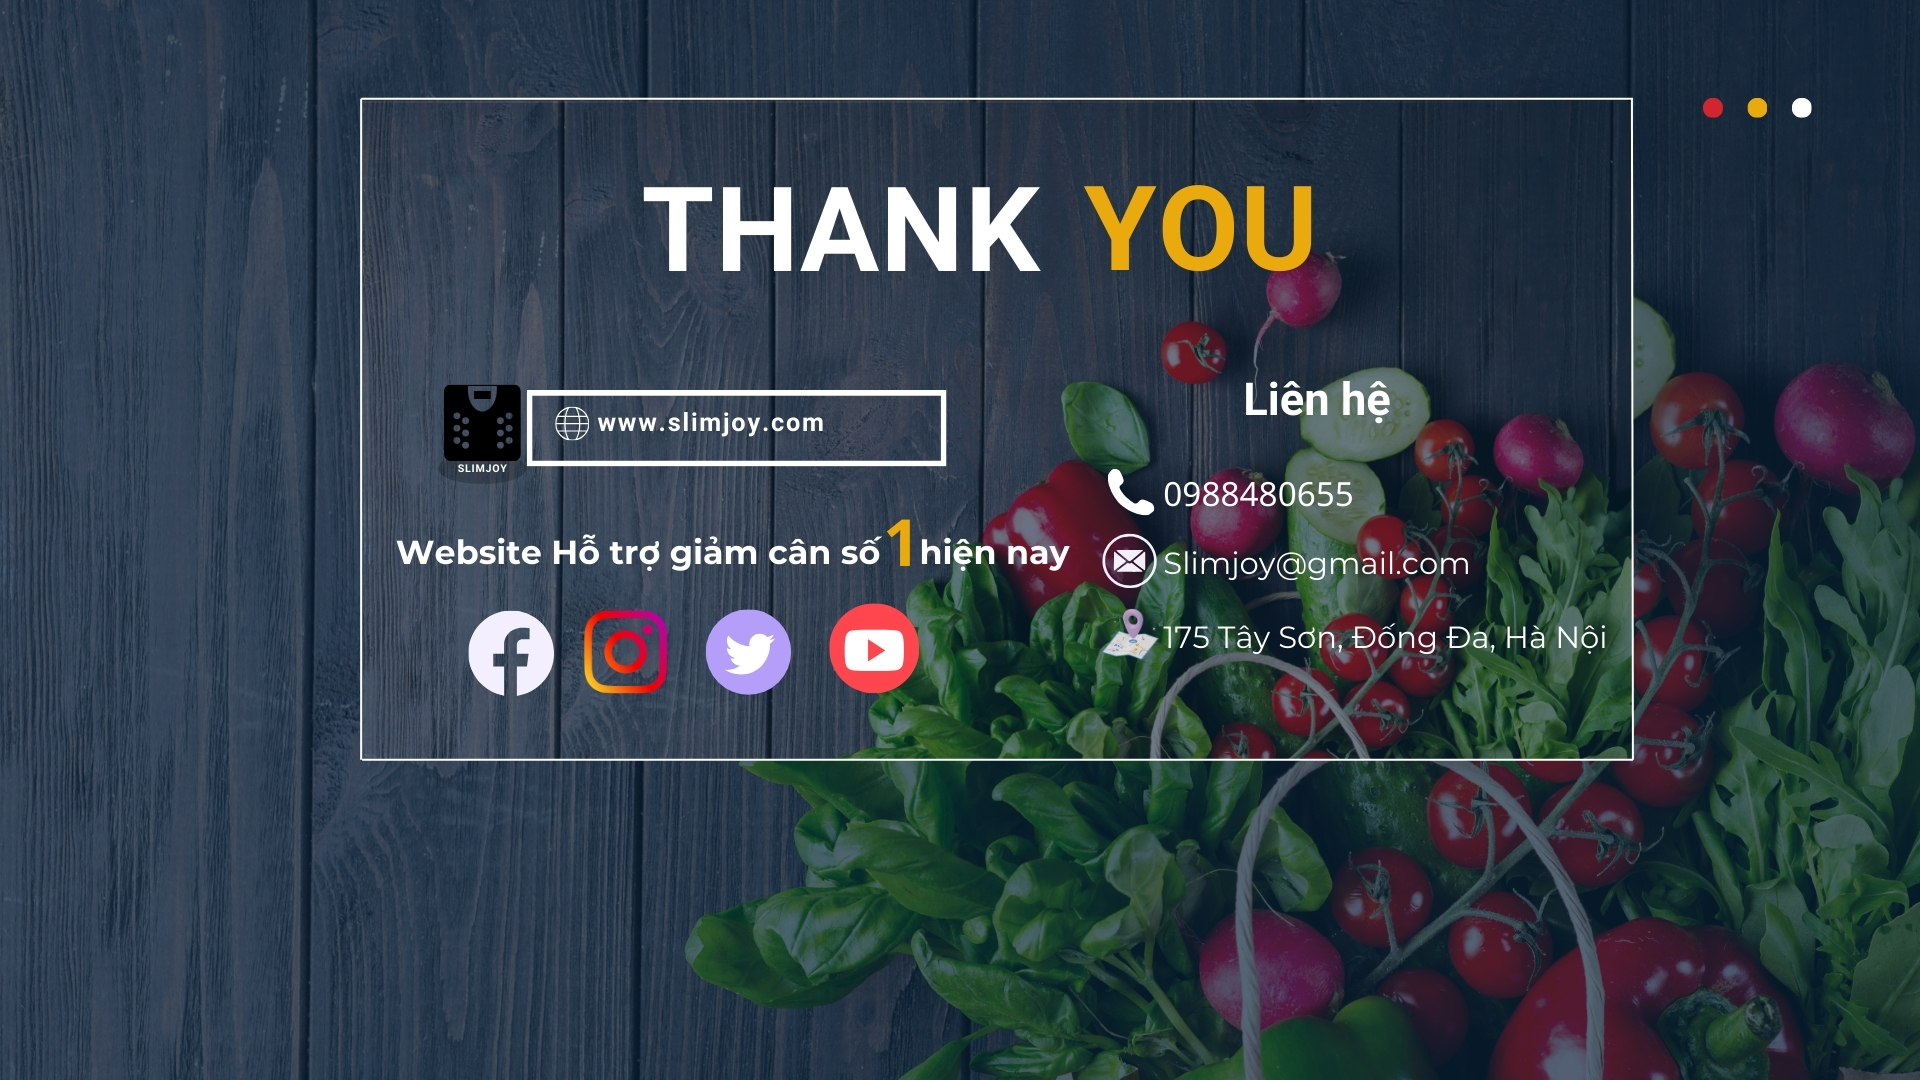 THANK YOU
www.slimjoy.com
SLIMJOY
Website Hỗ trợ giảm cân số 1 hiện nay
Liên hệ
0988480655
Slimjoy@gmail.com
175 Tây Sơn, Đống Đa, Hà Nội